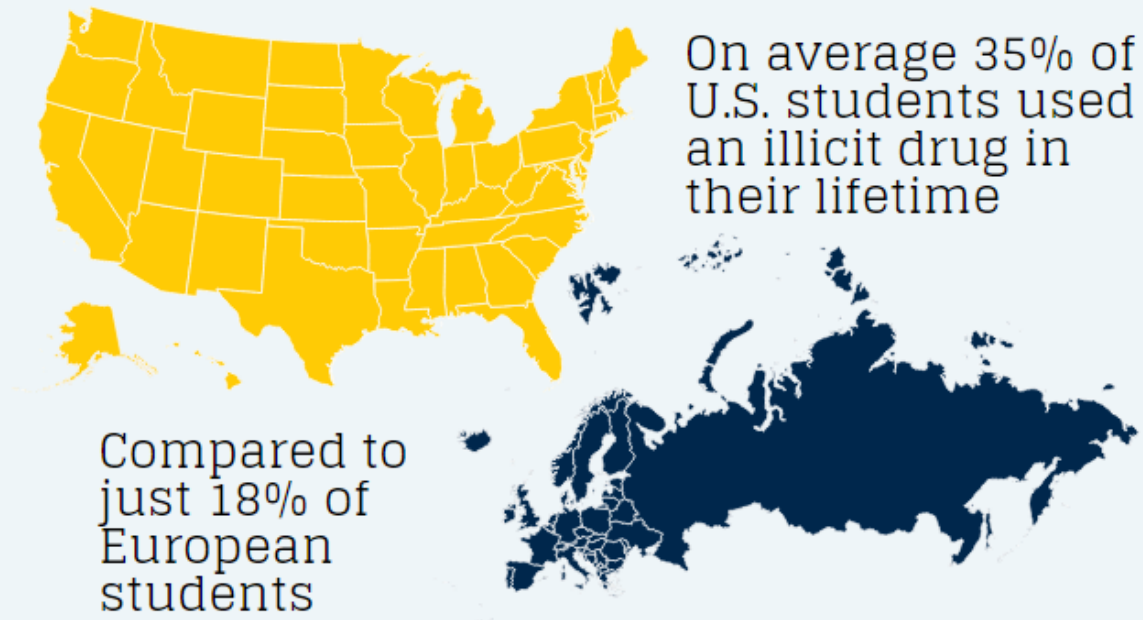 On average 35% of
U.S. students used
an illicit drug in
their lifetime
Compared to
just 18% of
European
students